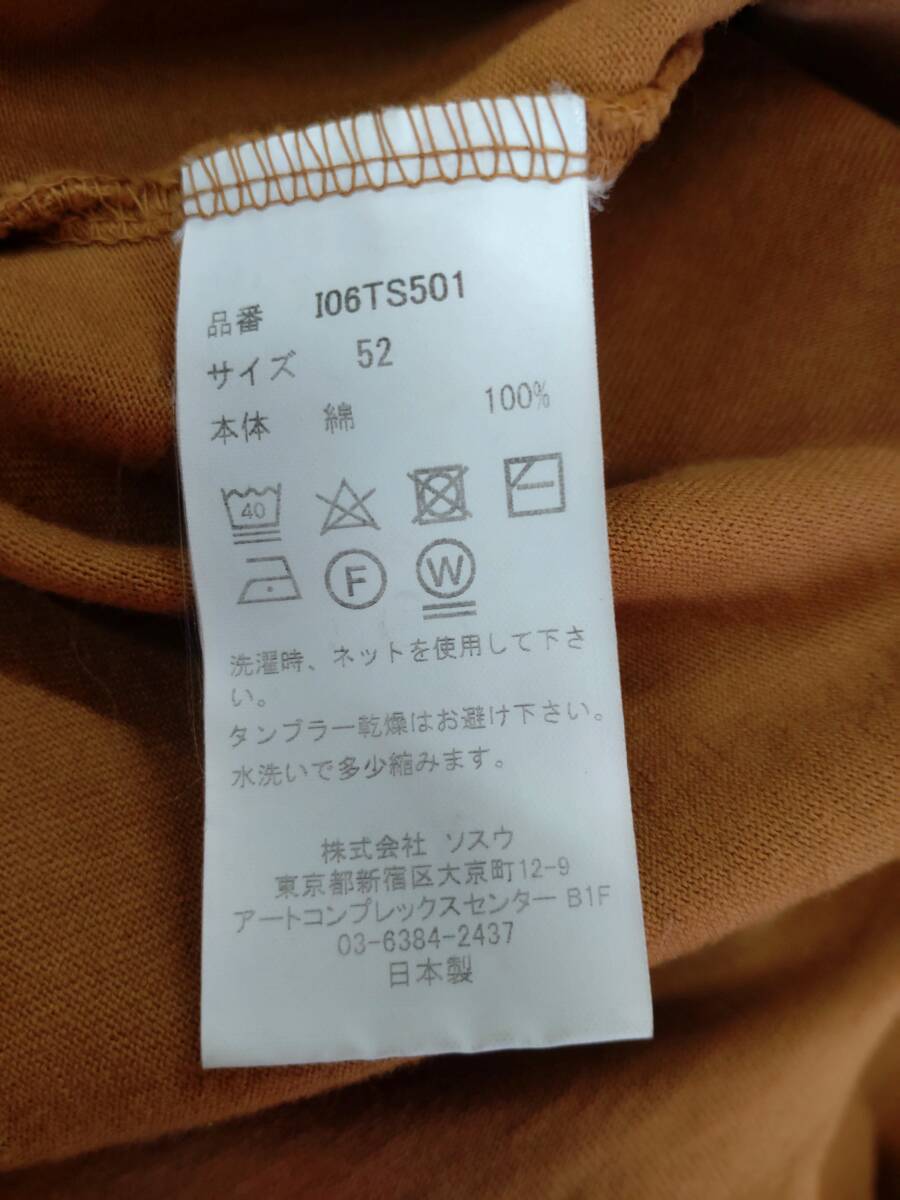 品番 I06TS501
サイズ 52
本体 綿 100%
40
F W
洗濯時、ネットを使用して下さ
い。
タンブラー乾燥はお避け下さい。
水洗いで多少縮みます。
株式会社 ソスウ
東京都新宿区大京町12-9
アートコンプレックスセンター B1F
03-6384-2437
日本製